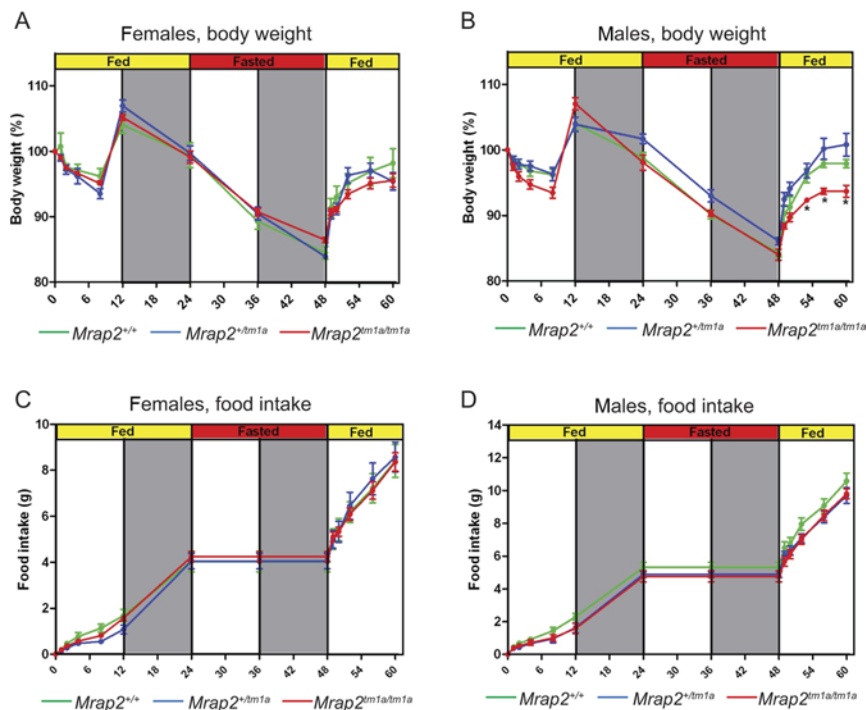 A
Females, body weight
Fed Fasted Fed
Body weight (%)
110
100
90
80
0 6 12 18 24 30 36 42 48 54 60
Mrap2+/+ Mrap2+/tm1a Mrap2tm1a/tm1a
B
Males, body weight
Fed Fasted Fed
Body weight (%)
110
100
90
80
* * *
0 6 12 18 24 30 36 42 48 54 60
Mrap2+/+ Mrap2+/tm1a Mrap2tm1a/tm1a
C
Females, food intake
Fed Fasted Fed
Food intake (g)
10
8
6
4
2
0
0 6 12 18 24 30 36 42 48 54 60
Mrap2+/+ Mrap2+/tm1a Mrap2tm1a/tm1a
D
Males, food intake
Fed Fasted Fed
Food intake (g)
14
12
10
8
6
4
2
0
0 6 12 18 24 30 36 42 48 54 60
Mrap2+/+ Mrap2+/tm1a Mrap2tm1a/tm1a